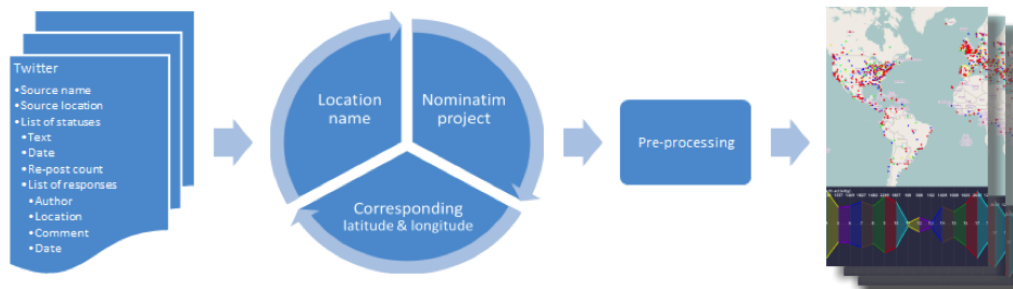 Twitter
•Source name
•Source location
•List of statuses
•Text
•Date
•Re-post count
•List of responses
•Author
•Location
•Comment
•Date
Location
name
Nominatim
project
Corresponding
latitude & longitude
Pre-processing